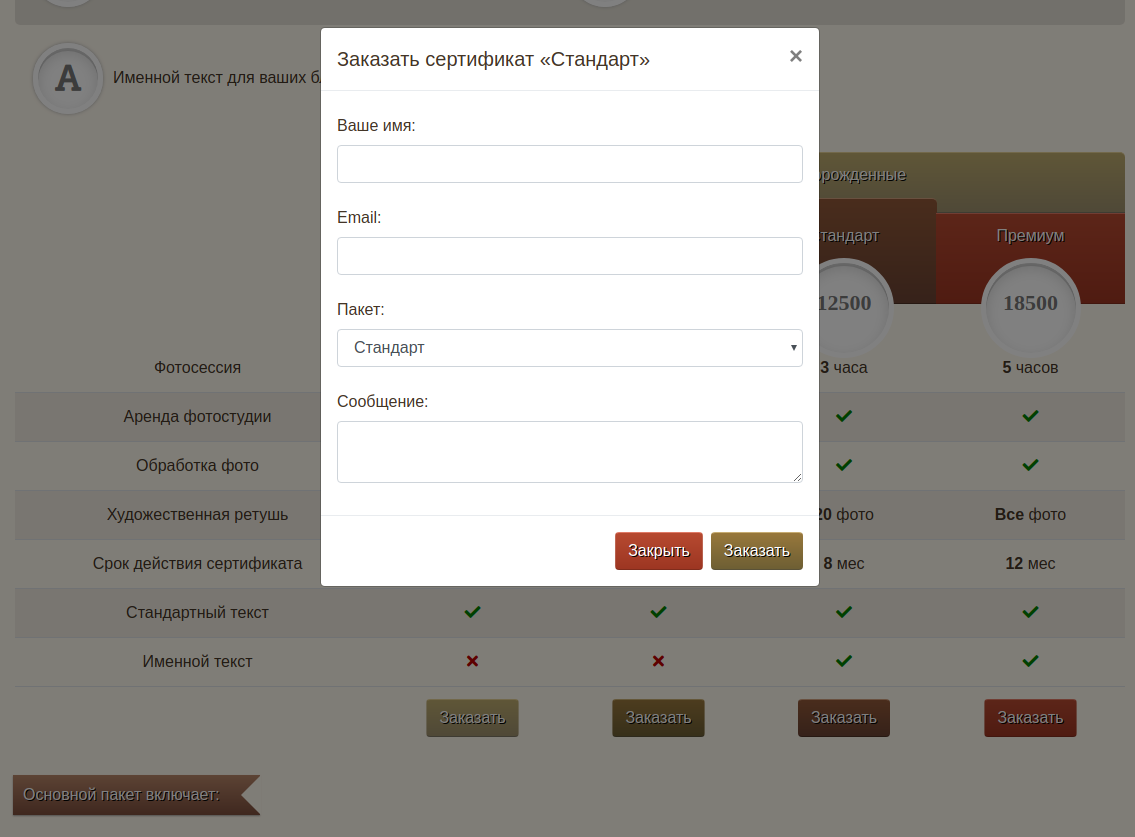 Заказать сертификат «Стандарт»
×
A
Именной текст для ваших
Ваше имя:
Email:
Пакет:
Стандарт
Сообщение:
Закрыть
Заказать
Премиум
12500
18500
Фотосессия
3 часа
5 часов
Аренда фотостудии
Обработка фото
Художественная ретушь
20 фото
Все фото
Срок действия сертификата
8 мес
12 мес
Стандартный текст
Именной текст
Заказать
Заказать
Заказать
Заказать
Основной пакет включает: